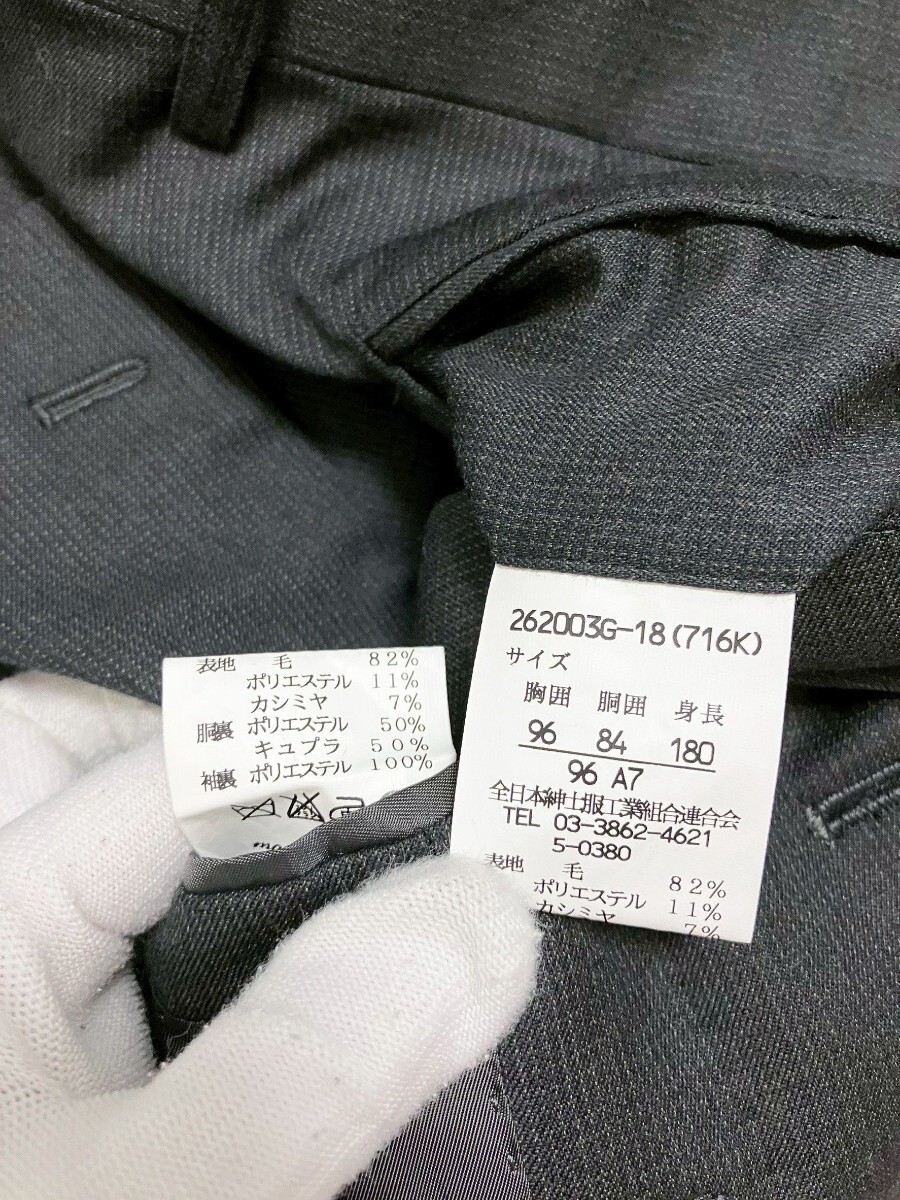 表地 毛 82%
ポリエステル 11%
カシミヤ 7%
胴裏 ポリエステル 50%
キュプラ 50%
袖裏 ポリエステル 100%
262003G-18(716K)
サイズ
胸囲 胴囲 身長
96 84 180
96 A7
全日本紳士服工業組合連合会
TEL 03-3862-4621
5-0380
表地 毛 82%
ポリエステル 11%
カシミヤ 7%